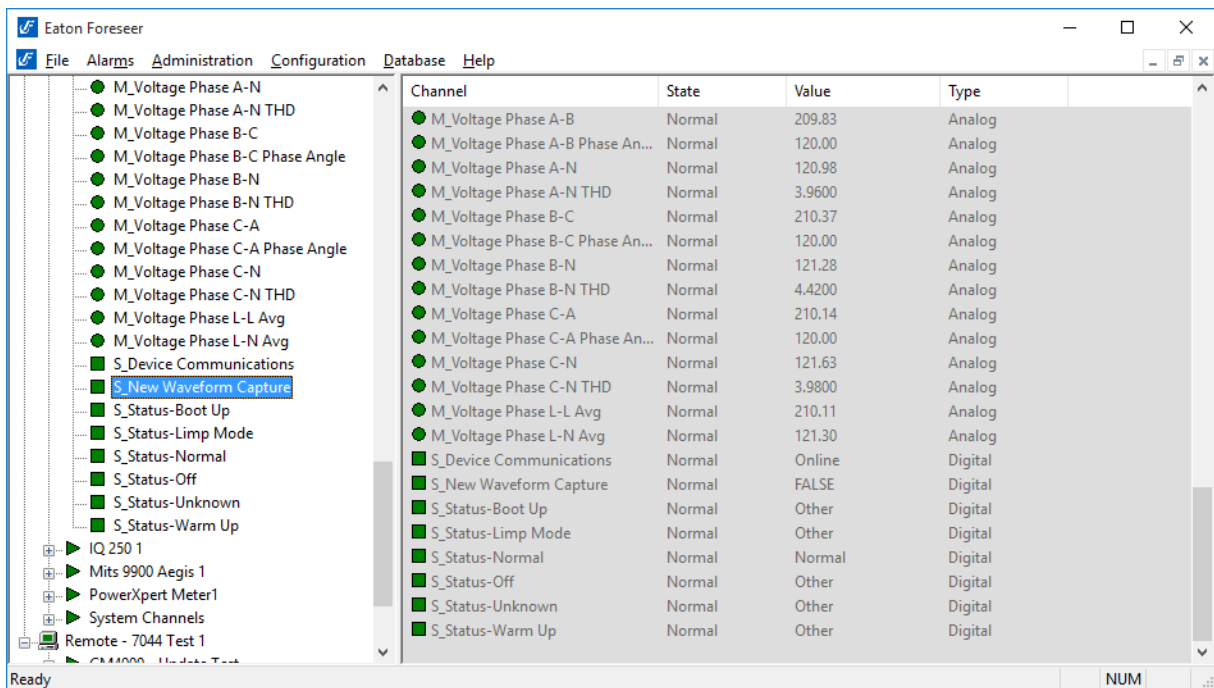 Eaton Foreseer
File Alarms Administration Configuration Database Help
M_Voltage Phase A-N
M_Voltage Phase A-N THD
M_Voltage Phase B-C
M_Voltage Phase B-C Phase Angle
M_Voltage Phase B-N
M_Voltage Phase B-N THD
M_Voltage Phase C-A
M_Voltage Phase C-A Phase Angle
M_Voltage Phase C-N
M_Voltage Phase C-N THD
M_Voltage Phase L-L Avg
M_Voltage Phase L-N Avg
S_Device Communications
S_New Waveform Capture
S_Status-Boot Up
S_Status-Limp Mode
S_Status-Normal
S_Status-Off
S_Status-Unknown
S_Status-Warm Up
IQ 250 1
Mits 9900 Aegis 1
PowerXpert Meter1
System Channels
Remote - 7044 Test 1
Channel State Value Type
M_Voltage Phase A-B Normal 209.83 Analog
M_Voltage Phase A-B Phase An... Normal 120.00 Analog
M_Voltage Phase A-N Normal 120.98 Analog
M_Voltage Phase A-N THD Normal 3.9600 Analog
M_Voltage Phase B-C Normal 210.37 Analog
M_Voltage Phase B-C Phase An... Normal 120.00 Analog
M_Voltage Phase B-N Normal 121.28 Analog
M_Voltage Phase B-N THD Normal 4.4200 Analog
M_Voltage Phase C-A Normal 210.14 Analog
M_Voltage Phase C-A Phase An... Normal 120.00 Analog
M_Voltage Phase C-N Normal 121.63 Analog
M_Voltage Phase C-N THD Normal 3.9800 Analog
M_Voltage Phase L-L Avg Normal 210.11 Analog
M_Voltage Phase L-N Avg Normal 121.30 Analog
S_Device Communications Normal Online Digital
S_New Waveform Capture Normal FALSE Digital
S_Status-Boot Up Normal Other Digital
S_Status-Limp Mode Normal Other Digital
S_Status-Normal Normal Normal Digital
S_Status-Off Normal Other Digital
S_Status-Unknown Normal Other Digital
S_Status-Warm Up Normal Other Digital
Ready NUM